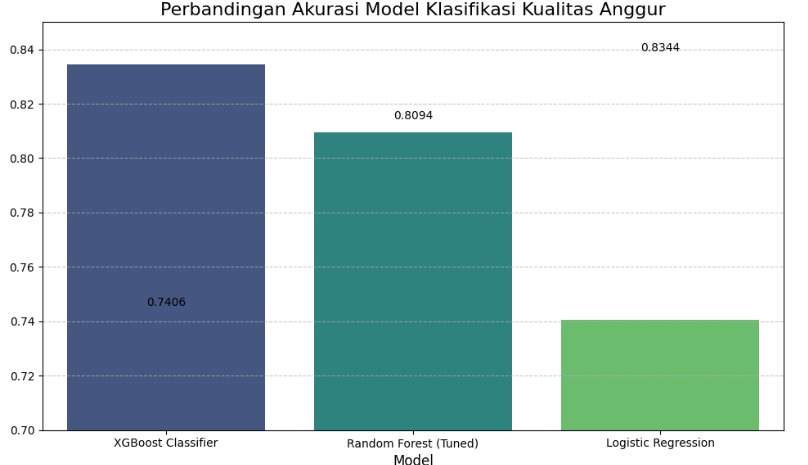 Perbandingan Akurasi Model Klasifikasi Kualitas Anggur
0.84
0.82
0.80
0.78
0.76
0.74
0.72
0.70
0.8344
0.8094
0.7406
XGBoost Classifier
Random Forest (Tuned)
Logistic Regression
Model